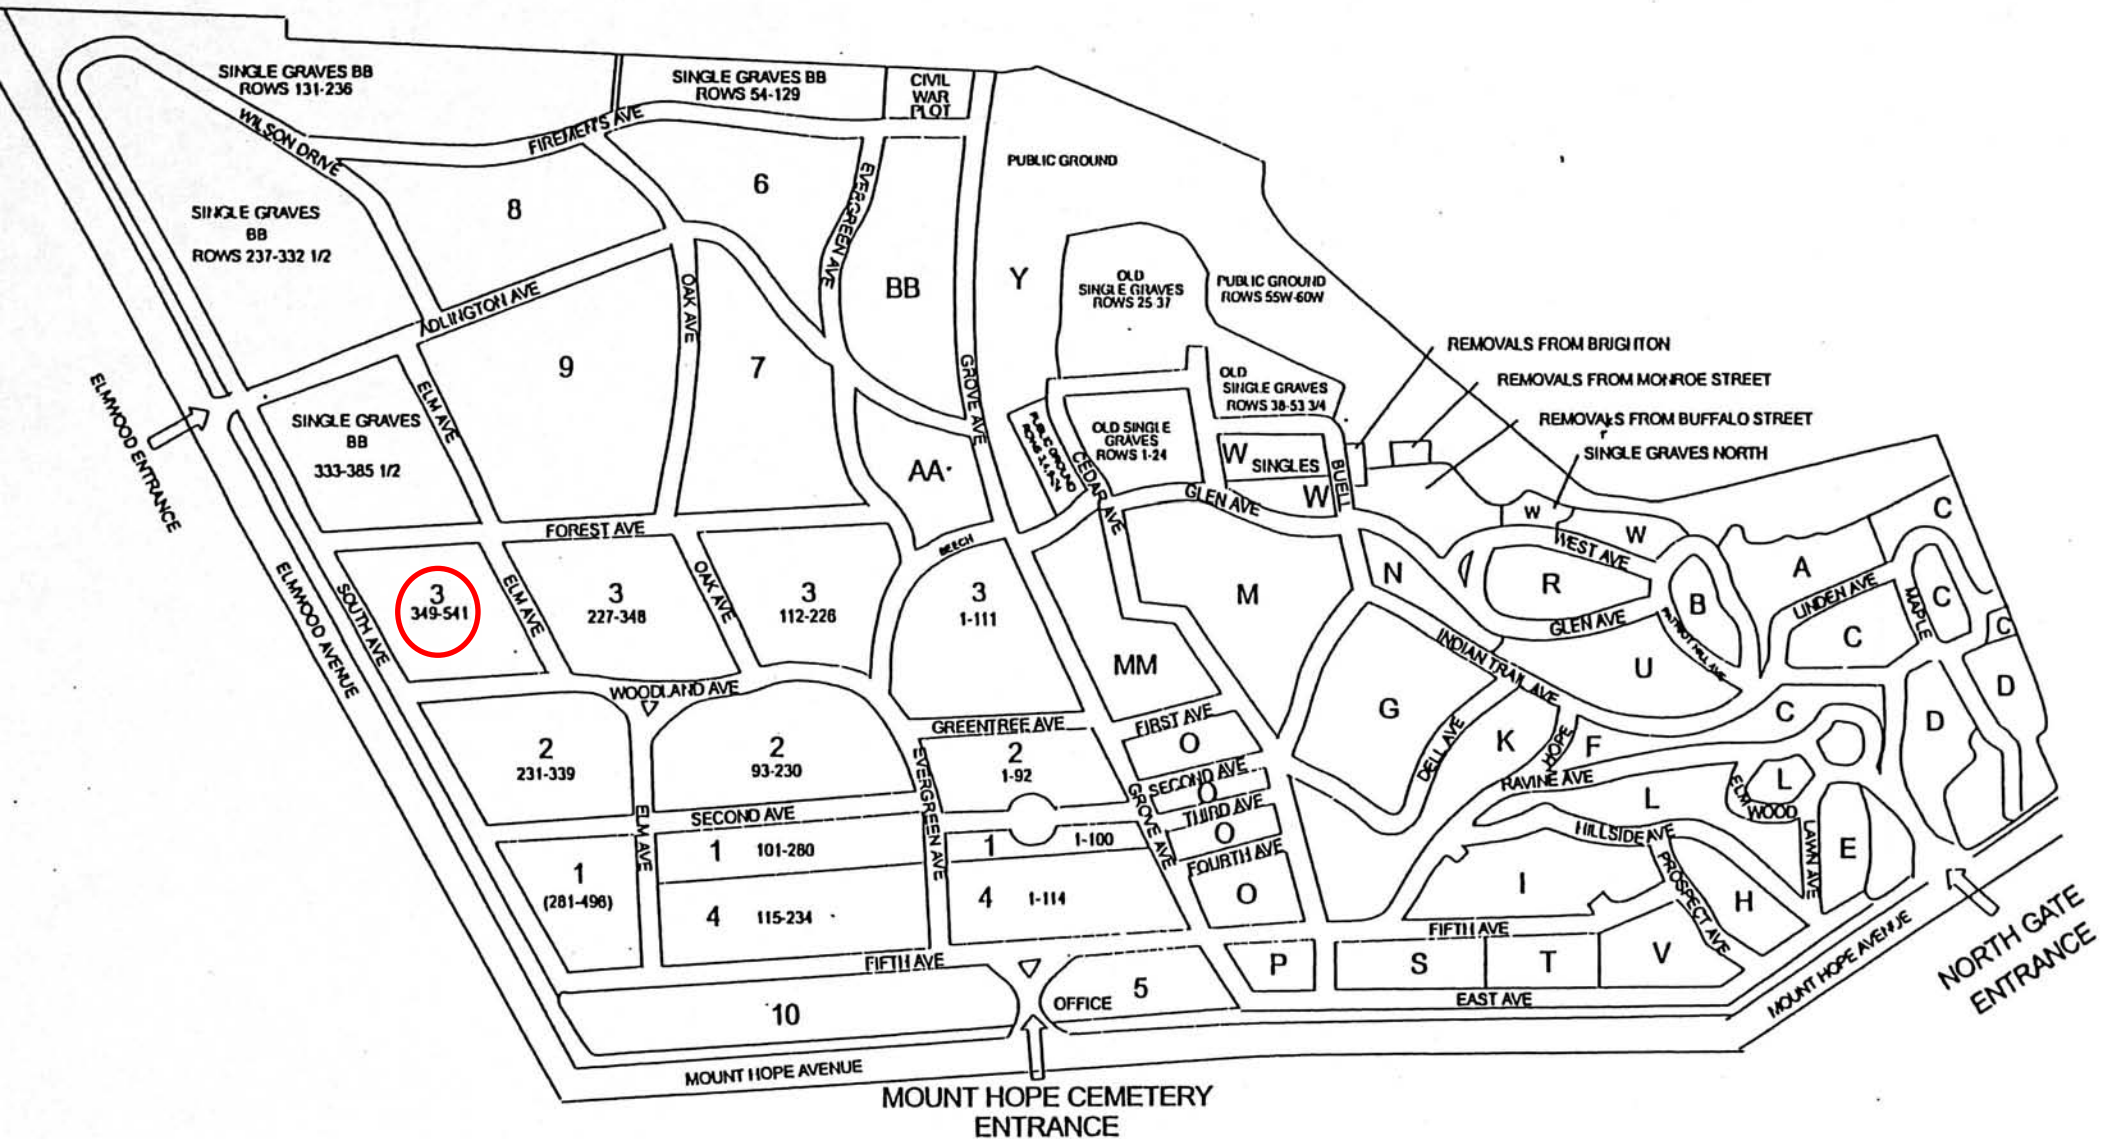 SINGLE GRAVES BB
ROWS 131-236
SINGLE GRAVES BB
ROWS 54-129
CIVIL
WAR
PLOT
WILSON DRIVE
FIREMEN'S AVE
PUBLIC GROUND
6
8
EVERGREEN AVE
SINGLE GRAVES
BB
ROWS 237-332 1/2
ADLINGTON AVE
OAK AVE
BB
Y
OLD
SINGLE GRAVES
ROWS 25 37
PUBLIC GROUND
ROWS 55W-60W
REMOVALS FROM BRIGHTON
REMOVALS FROM MONROE STREET
REMOVALS FROM BUFFALO STREET
SINGLE GRAVES NORTH
9
7
GROVE AVE
ELM AVE
OLD
SINGLE GRAVES
ROWS 38-53 3/4
ELMWOOD ENTRANCE
SINGLE GRAVES
BB
333-385 1/2
AA
PUBLIC GROUND
CEDAR AVE
OLD SINGLE
GRAVES
ROWS 1-24
W SINGLES
W
BUELL
GLEN AVE
FOREST AVE
BEECH
W
W
WEST AVE
C
ELMWOOD AVENUE
SOUTH AVE
3
349-541
ELM AVE
3
227-348
OAK AVE
3
112-226
3
1-111
M
N
R
GLEN AVE
B
PATRIOT HILL AVE
A
LINDEN AVE
MAPLE
C
C
C
MM
INDIAN TRAIL AVE
U
WOODLAND AVE
GREENTREE AVE
FIRST AVE
O
G
DELL AVE
K
HOPE
F
C
D
D
2
231-339
2
93-230
EVERGREEN AVE
2
1-92
GROVE AVE
SECOND AVE
O
THIRD AVE
O
FOURTH AVE
O
RAVINE AVE
L
L
ELM
WOOD
HILLSIDE AVE
LAWN AVE
E
ELM AVE
SECOND AVE
1
(281-496)
1 101-280
1 1-100
4 115-234
4 1-114
I
PROSPECT AVE
H
FIFTH AVE
FIFTH AVE
P
S
T
V
10
OFFICE
5
EAST AVE
MOUNT HOPE AVENUE
NORTH GATE
ENTRANCE
MOUNT HOPE AVENUE
MOUNT HOPE CEMETERY
ENTRANCE